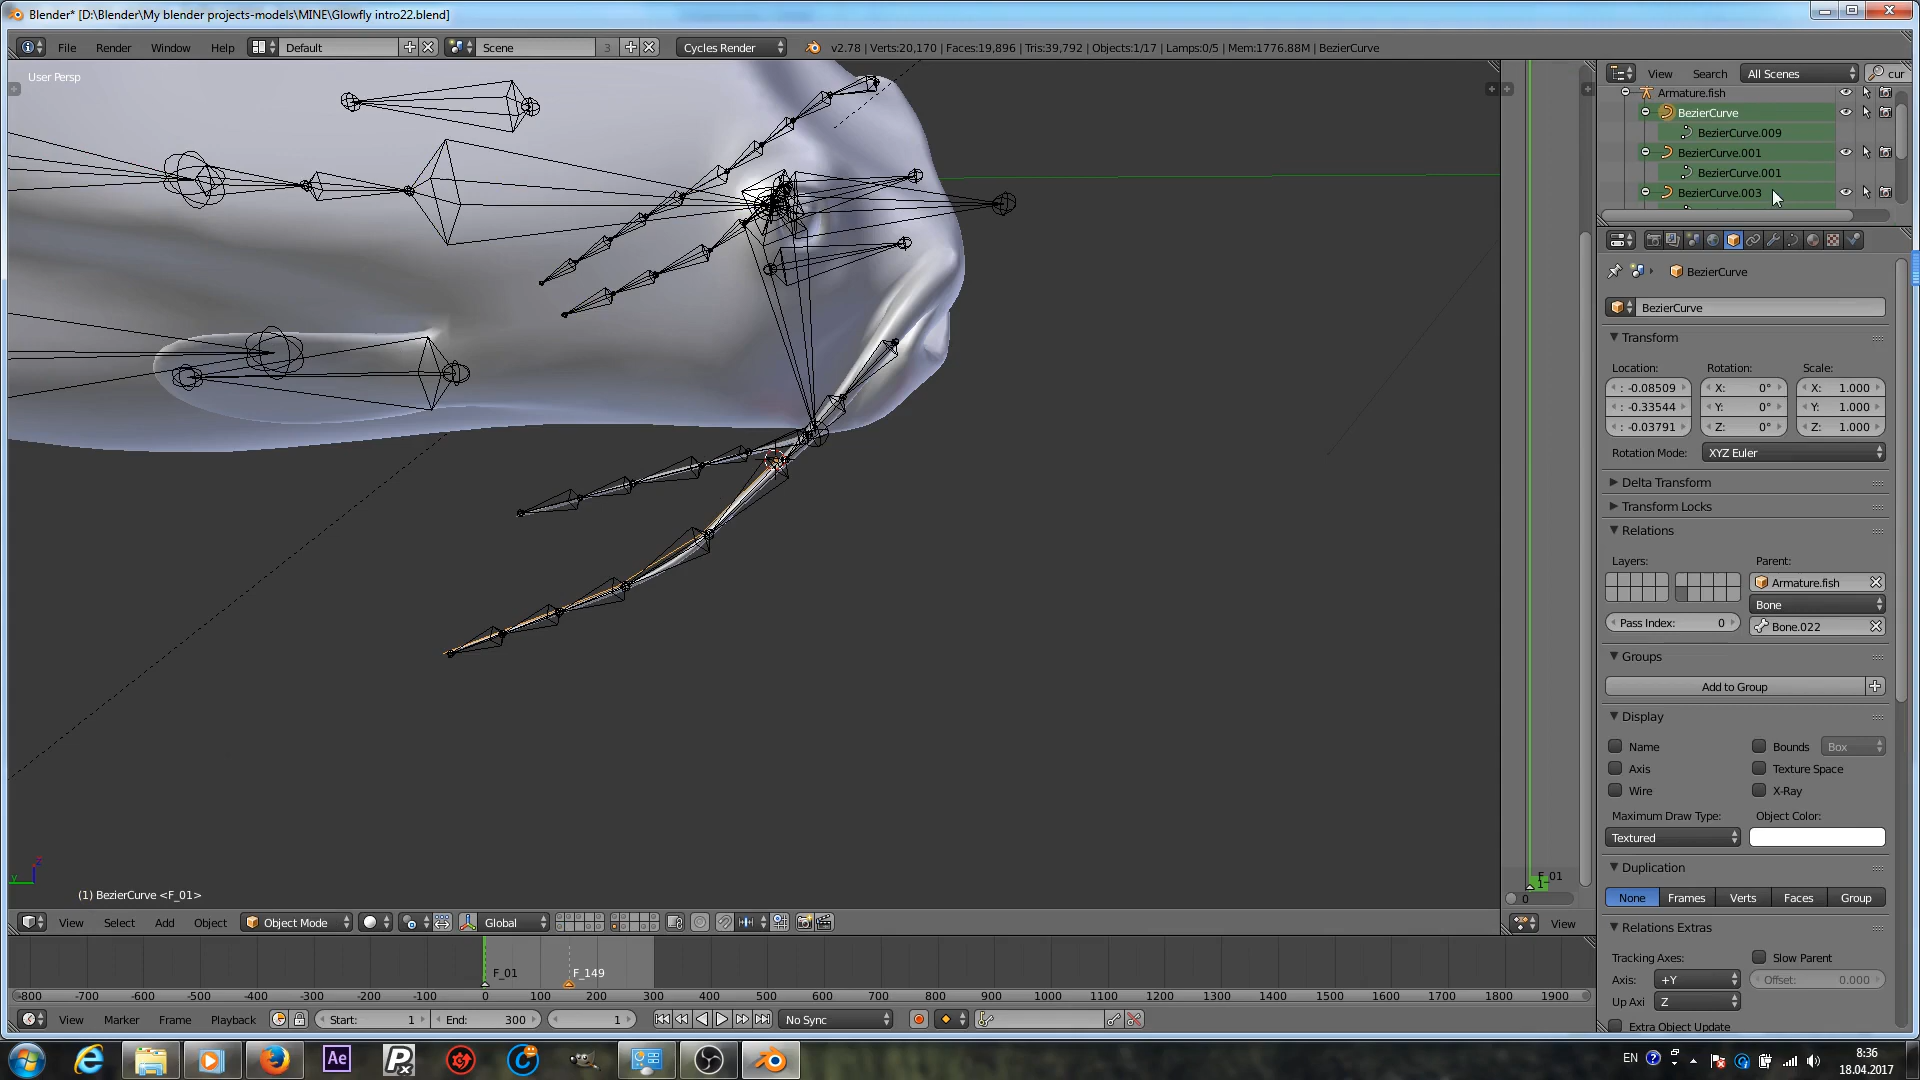 Blender* [D:\Blender\My blender projects-models\MINE\Glowfly intro22.blend]
File Render Window Help Default Scene 3 Cycles Render v2.78 | Verts:20,170 | Faces:19,896 | Tris:39,792 | Objects:1/17 | Lamps:0/5 | Mem:1776.88M | BezierCurve
User Persp
View Search All Scenes cur
Armature.fish
BezierCurve
BezierCurve.009
BezierCurve.001
BezierCurve.001
BezierCurve.003
BezierCurve
BezierCurve
Transform
Location: Rotation: Scale:
: -0.08509 X: 0° X: 1.000
: -0.33544 Y: 0° Y: 1.000
: -0.03791 Z: 0° Z: 1.000
Rotation Mode: XYZ Euler
Delta Transform
Transform Locks
Relations
Layers: Parent:
Armature.fish
Bone
Pass Index: 0 Bone.022
Groups
Add to Group
Display
Name Bounds Box
Axis Texture Space
Wire X-Ray
Maximum Draw Type: Object Color:
Textured
Duplication
None Frames Verts Faces Group
Relations Extras
Tracking Axes: Slow Parent
Axis: +Y Offset: 0.000
Up Axi Z
Extra Object Update
(1) BezierCurve <F_01>
F_01
1
0
View Select Add Object Object Mode Global
View
F_01 F_149
-800 -700 -600 -500 -400 -300 -200 -100 0 100 200 300 400 500 600 700 800 900 1000 1100 1200 1300 1400 1500 1600 1700 1800 1900
View Marker Frame Playback Start: 1 End: 300 1 No Sync
Ae
EN
8:36
18.04.2017